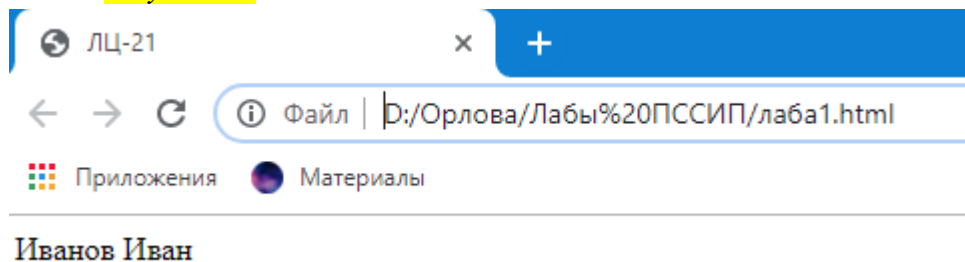 ЛЦ-21
Файл | D:/Орлова/Лабы%20ПССИП/лаба1.html
Приложения Материалы
Иванов Иван